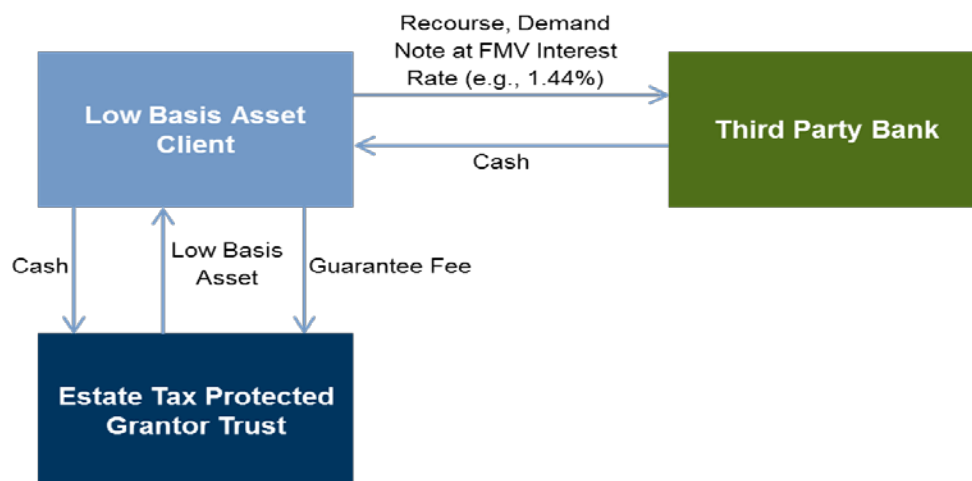 Recourse, Demand
Note at FMV Interest
Rate (e.g., 1.44%)
Low Basis Asset
Client
Third Party Bank
Cash
Cash
Low Basis
Asset
Guarantee Fee
Estate Tax Protected
Grantor Trust